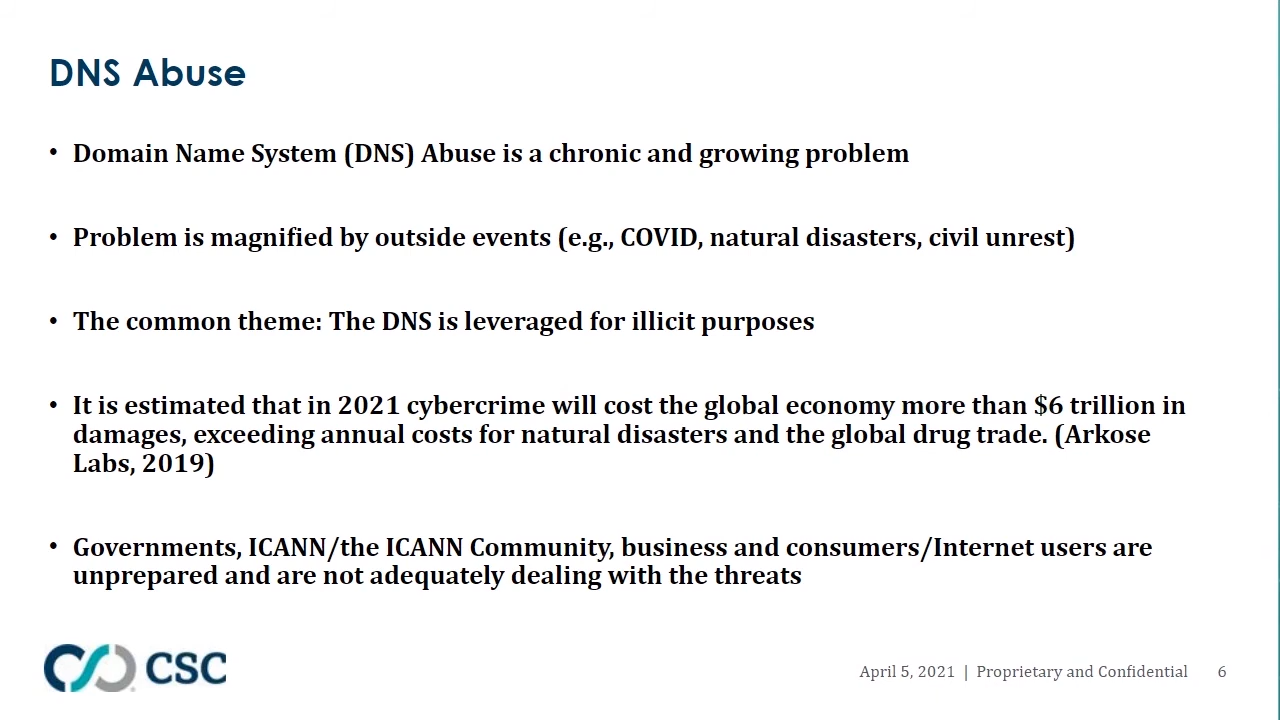 DNS Abuse
• Domain Name System (DNS) Abuse is a chronic and growing problem
• Problem is magnified by outside events (e.g., COVID, natural disasters, civil unrest)
• The common theme: The DNS is leveraged for illicit purposes
• It is estimated that in 2021 cybercrime will cost the global economy more than $6 trillion in
damages, exceeding annual costs for natural disasters and the global drug trade. (Arkose
Labs, 2019)
• Governments, ICANN/the ICANN Community, business and consumers/Internet users are
unprepared and are not adequately dealing with the threats
CSC
April 5, 2021 | Proprietary and Confidential 6